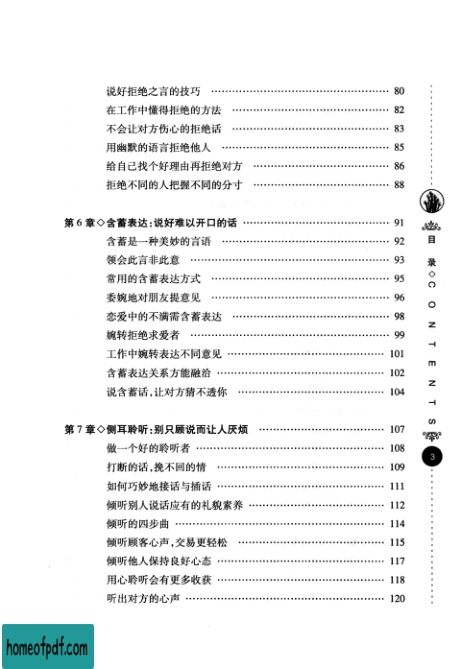 说好拒绝之言的技巧 …… 80
在工作中懂得拒绝的方法 …… 82
不会让对方伤心的拒绝话 …… 83
用幽默的语言拒绝他人 …… 85
给自己找个好理由再拒绝对方 …… 86
拒绝不同的人把握不同的分寸 …… 88
第6章◇含蓄表达:说好难以开口的话 …… 91
含蓄是一种美妙的言语 …… 92
领会此言非此意 …… 93
常用的含蓄表达方式 …… 95
委婉地对朋友提意见 …… 96
恋爱中的不满需含蓄表达 …… 98
婉转拒绝求爱者 …… 99
工作中婉转表达不同意见 …… 101
含蓄表达关系方能融洽 …… 102
说含蓄话,让对方猜不透你 …… 104
第7章◇侧耳聆听:别只顾说而让人厌烦 …… 107
做一个好的聆听者 …… 108
打断的话,挽不回的情 …… 109
如何巧妙地接话与插话 …… 111
倾听别人说话应有的礼貌素养 …… 112
倾听的四步曲 …… 114
倾听顾客心声,交易更轻松 …… 115
倾听他人保持良好心态 …… 117
用心聆听会有更多收获 …… 118
听出对方的心声 …… 120
目录◇CONTENTS
3
homeofpdf.com